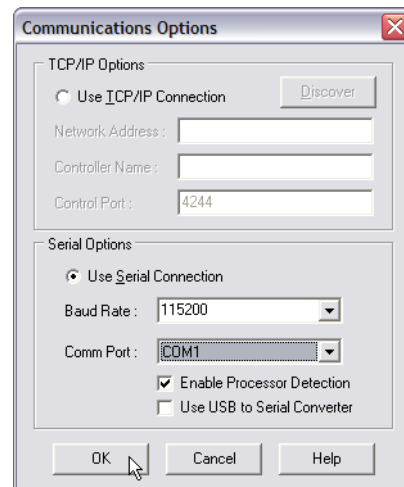 Communications Options
TCP/IP Options
Use TCP/IP Connection
Discover
Network Address :
Controller Name :
Control Port :
4244
Serial Options
Use Serial Connection
Baud Rate :
115200
Comm Port :
COM1
Enable Processor Detection
Use USB to Serial Converter
OK
Cancel
Help